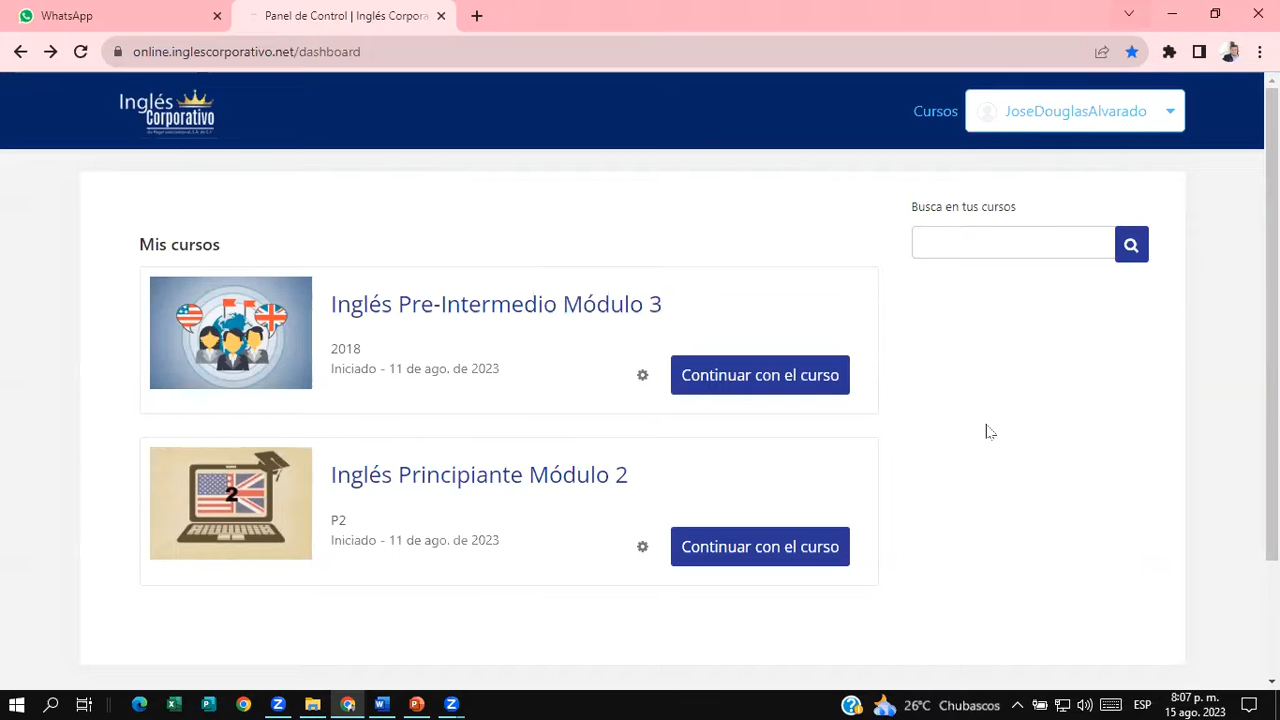 WhatsApp
Panel de Control | Inglés Corpora
online.inglescorporativo.net/dashboard
Inglés
Corporativo
Cursos
JoseDouglasAlvarado
Busca en tus cursos
Mis cursos
Inglés Pre-Intermedio Módulo 3
2018
Iniciado - 11 de ago. de 2023
Continuar con el curso
2
Inglés Principiante Módulo 2
P2
Iniciado - 11 de ago. de 2023
Continuar con el curso
26°C Chubascos
ESP
8:07 p. m.
15 ago. 2023